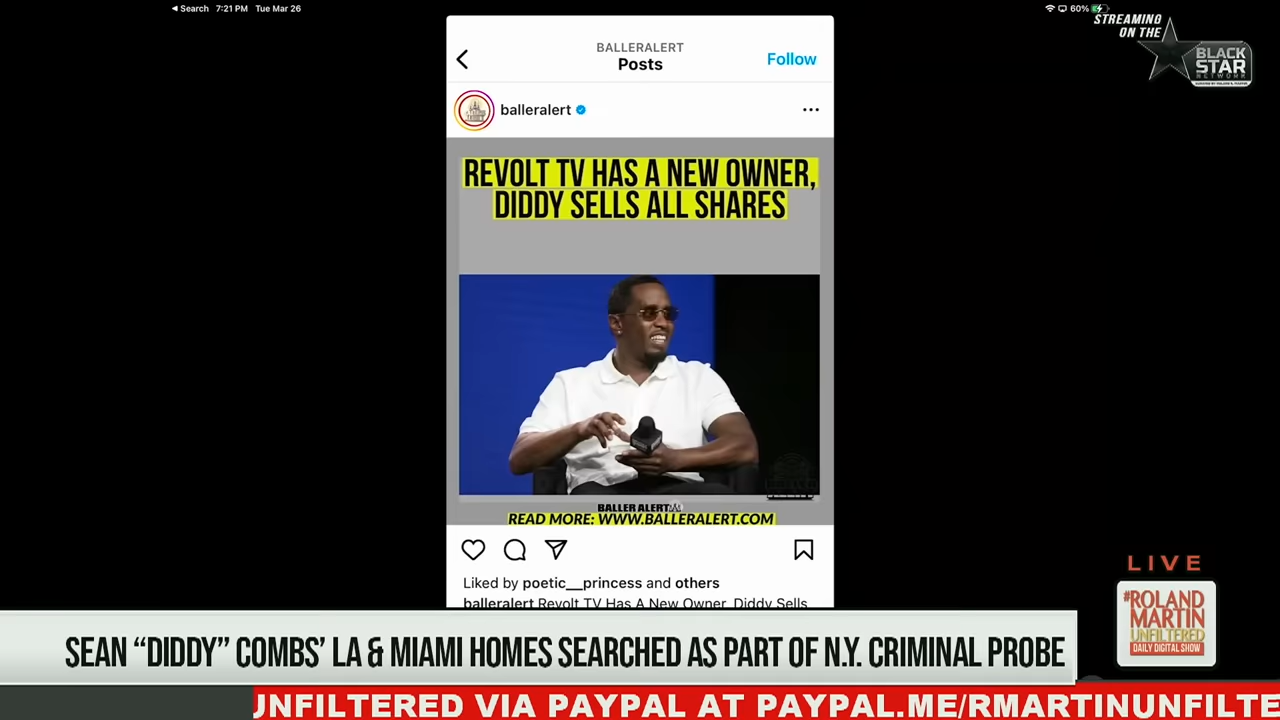 Search 7:21 PM Tue Mar 26
60%
STREAMING
ON THE
BLACK
STAR
NETWORK
BALLERALERT
Posts
Follow
balleralert
REVOLT TV HAS A NEW OWNER,
DIDDY SELLS ALL SHARES
BALLER ALERT
READ MORE: WWW.BALLERALERT.COM
Liked by poetic__princess and others
balleralert Revolt TV Has A New Owner, Diddy Sells
LIVE
#ROLAND
MARTIN
UNFILTERED
DAILY DIGITAL SHOW
SEAN “DIDDY” COMBS’ LA & MIAMI HOMES SEARCHED AS PART OF N.Y. CRIMINAL PROBE
UNFILTERED VIA PAYPAL AT PAYPAL.ME/RMARTINUNFILTE